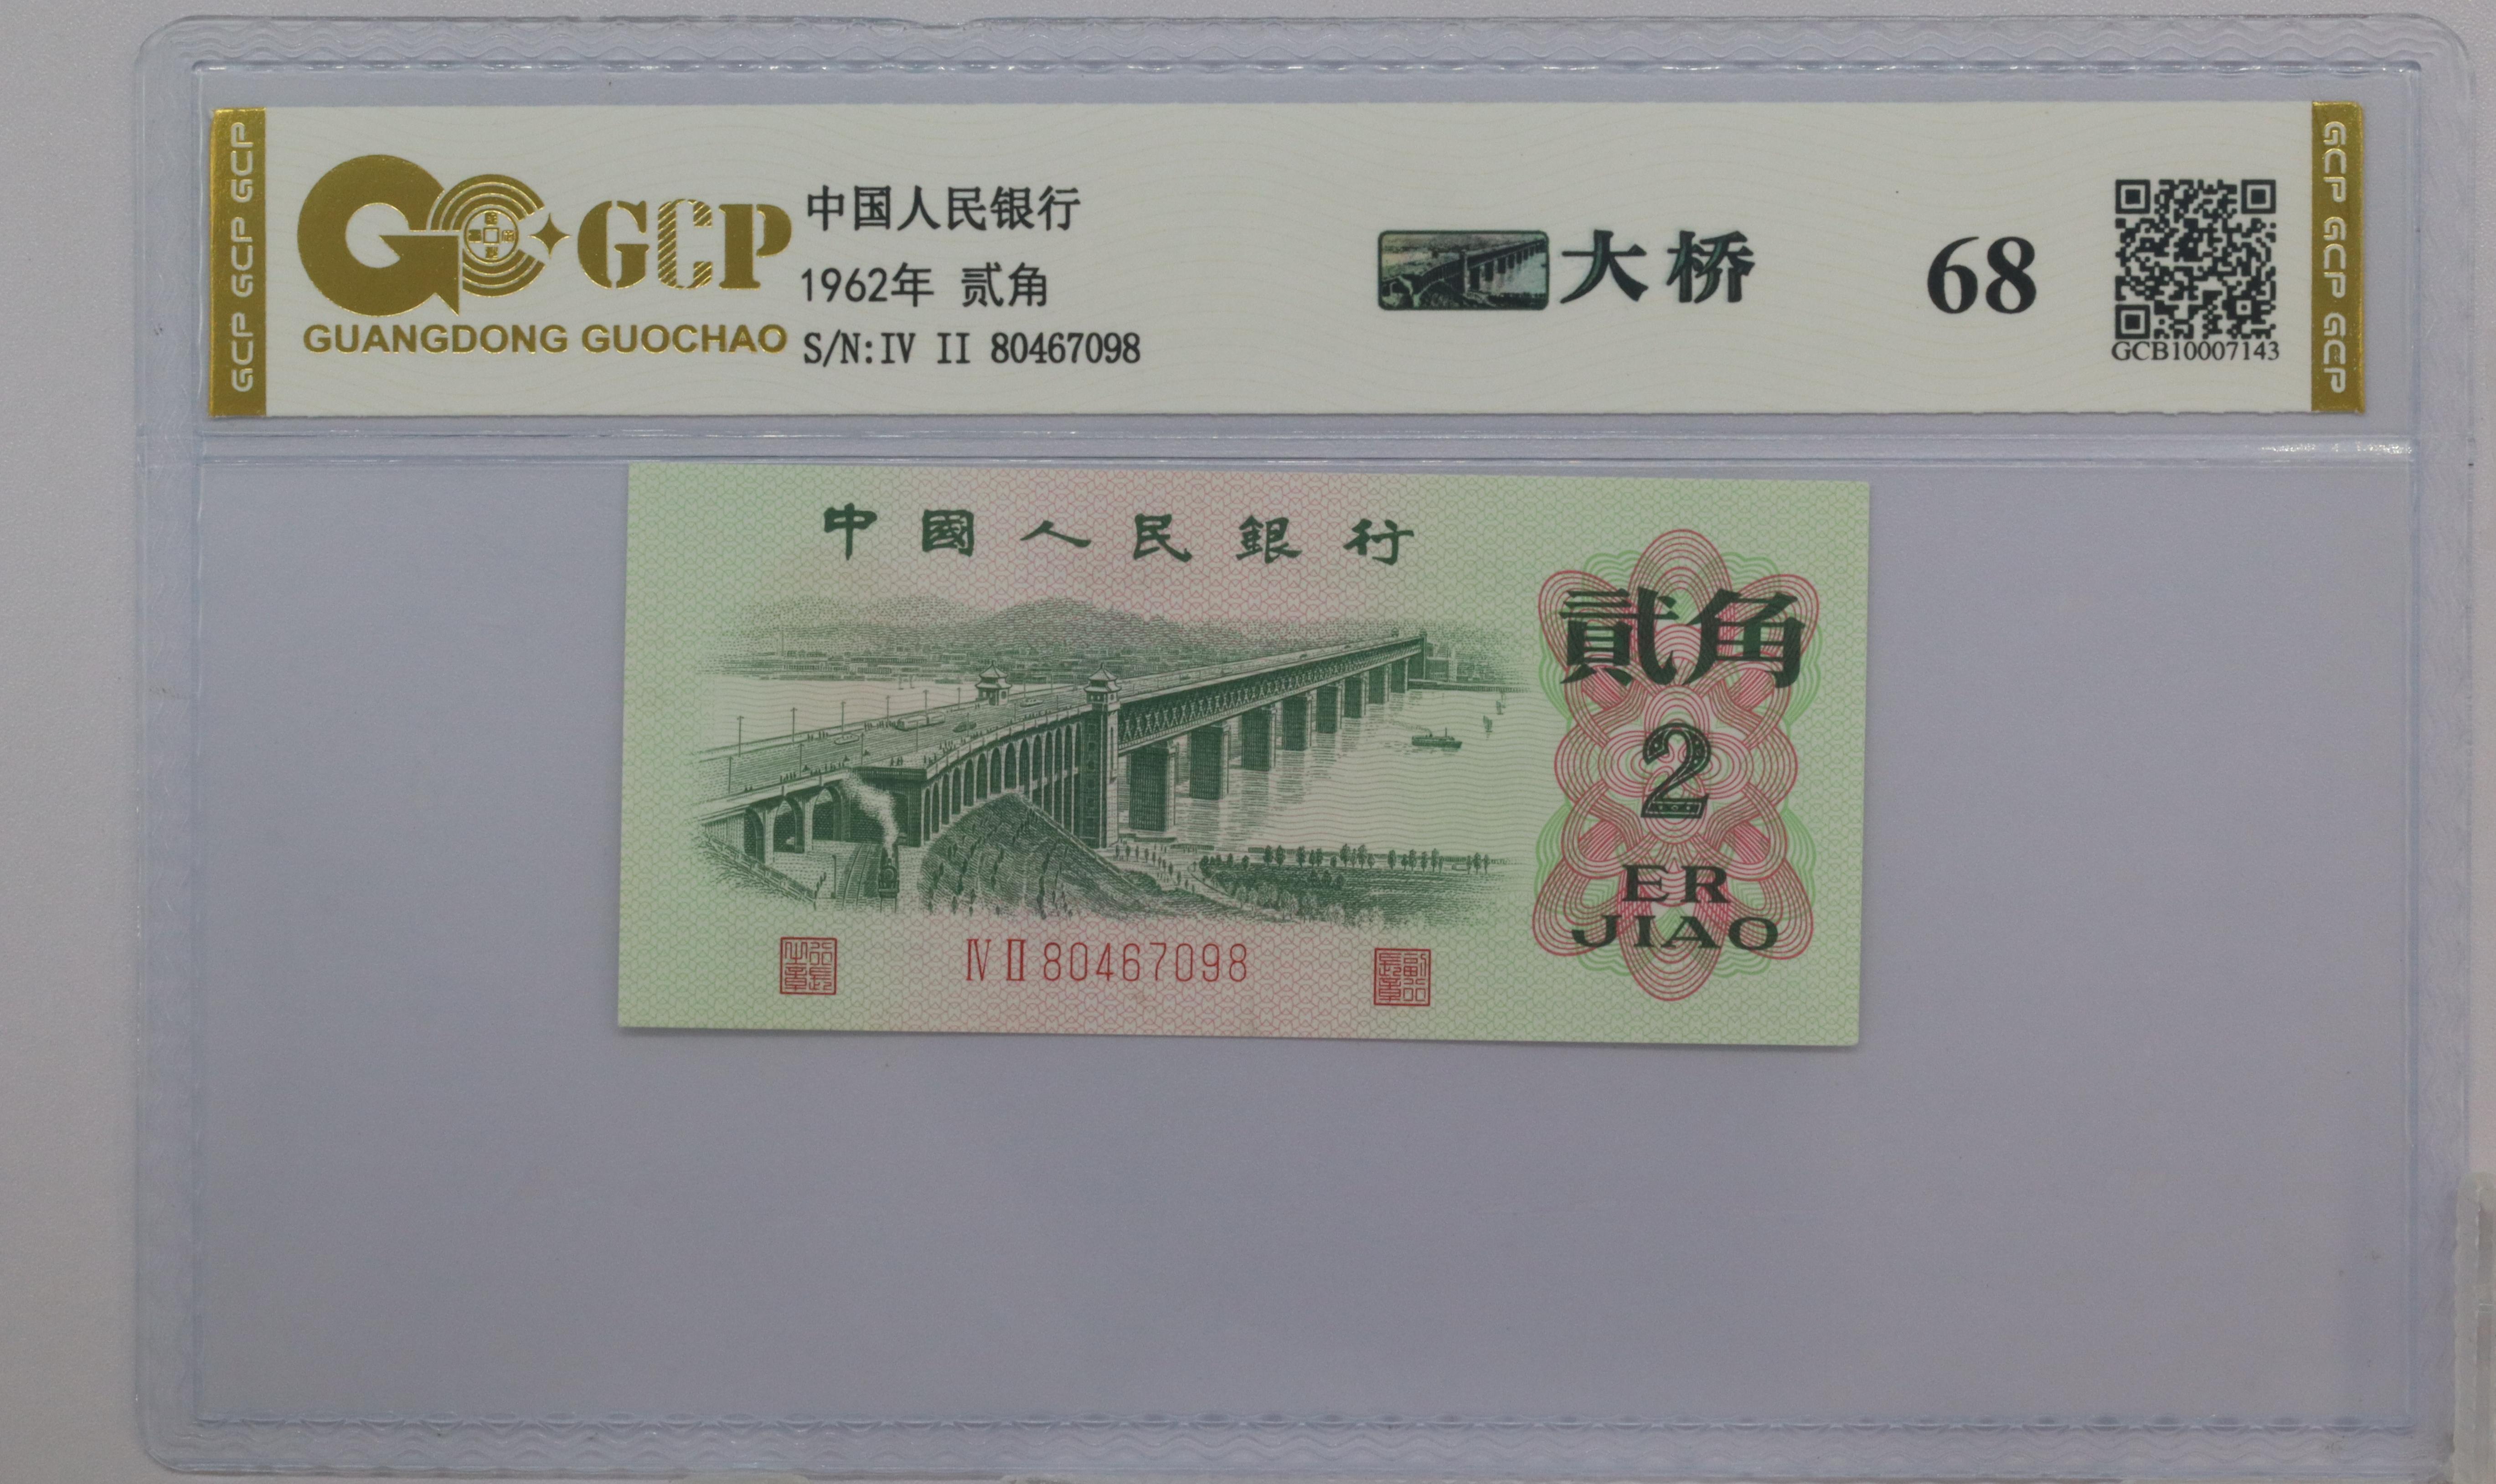 GCP GCP GCP
GCP
GUANGDONG GUOCHAO
中国人民银行
1962年 贰角
S/N:IV II 80467098
大桥
68
GCB10007143
GCP GCP GCP
中國人民銀行
貳角
2
ER
JIAO
IV II 80467098